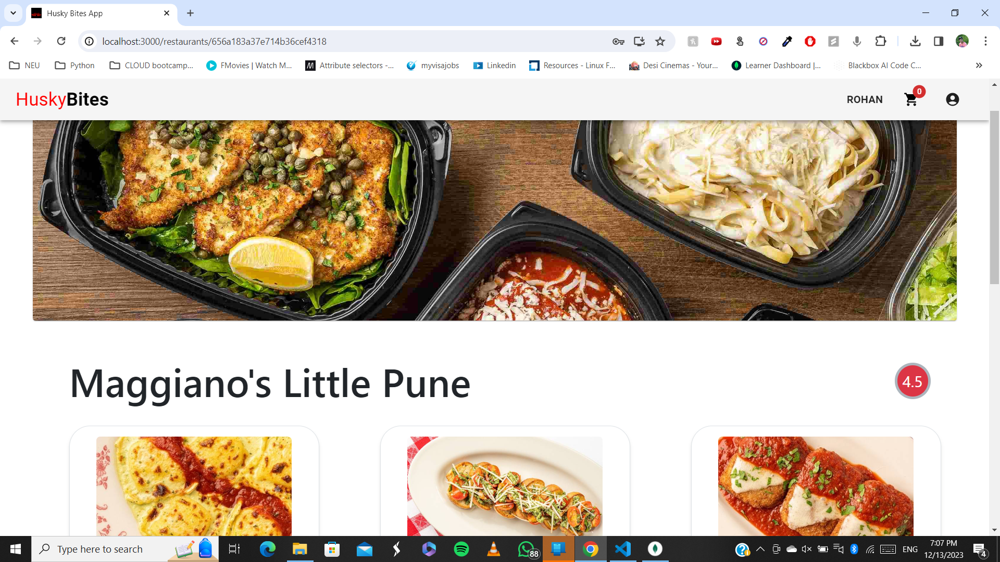 Husky Bites App
localhost:3000/restaurants/656a183a37e714b36cef4318
NEU Python CLOUD bootcamp... FMovies | Watch M... Attribute selectors -... myvisajobs Linkedin Resources - Linux F... Desi Cinemas - Your... Learner Dashboard |... Blackbox AI Code C...
HuskyBites ROHAN 0
Maggiano's Little Pune 4.5
Type here to search 88 ENG 7:07 PM
12/13/2023 4